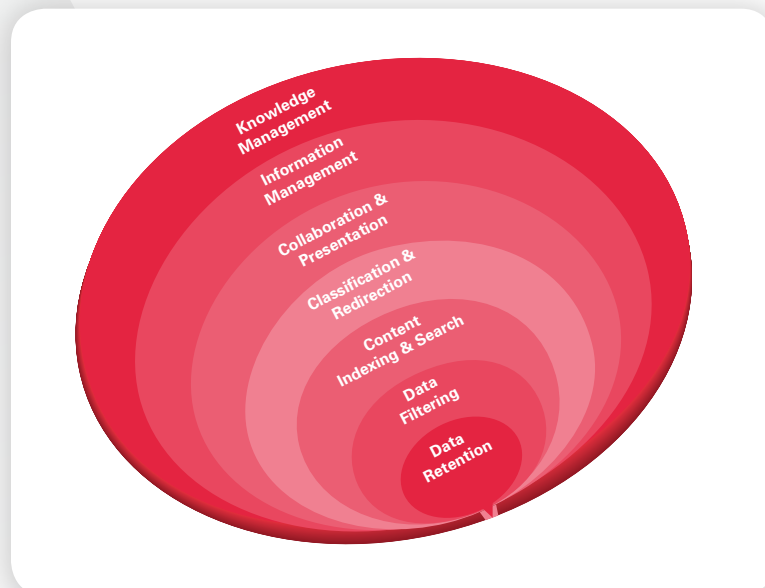 Knowledge
Management
Information
Management
Collaboration &
Presentation
Classification &
Redirection
Content
Indexing & Search
Data
Filtering
Data
Retention